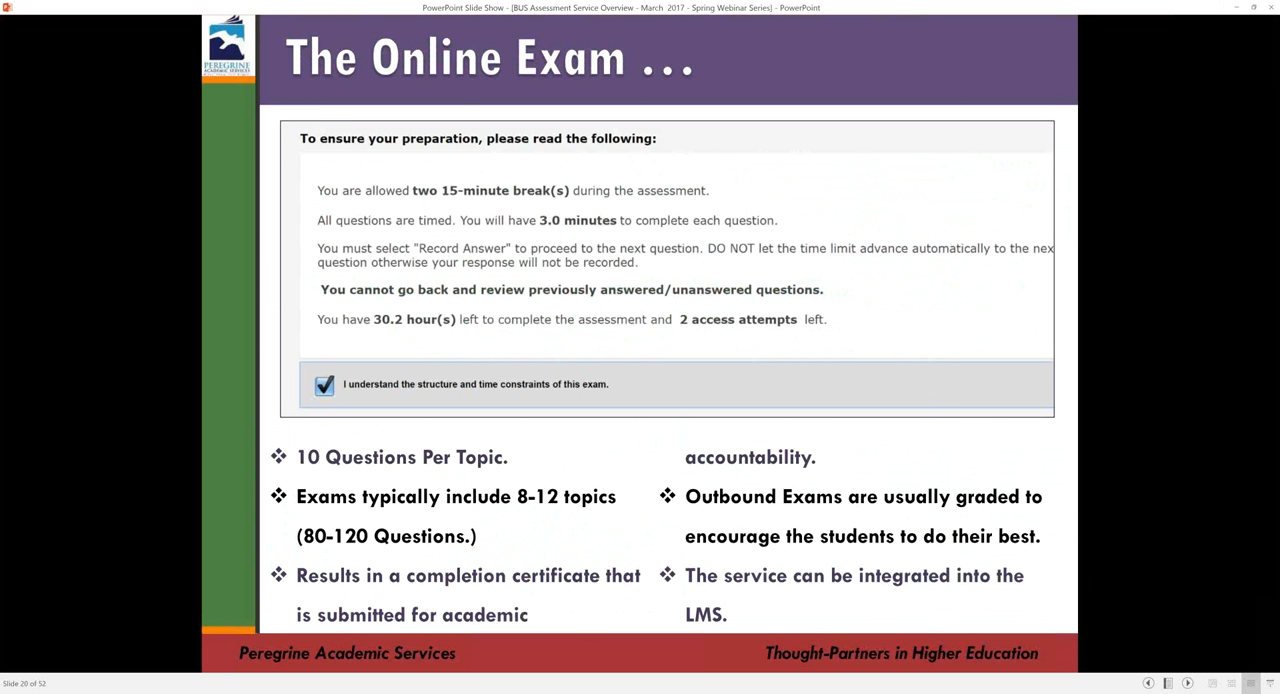 PowerPoint Slide Show - [BUS Assessment Service Overview - March 2017 - Spring Webinar Series] - PowerPoint
PEREGRINE
ACADEMIC SERVICES
The Online Exam ...
To ensure your preparation, please read the following:
You are allowed two 15-minute break(s) during the assessment.
All questions are timed. You will have 3.0 minutes to complete each question.
You must select "Record Answer" to proceed to the next question. DO NOT let the time limit advance automatically to the nex
question otherwise your response will not be recorded.
You cannot go back and review previously answered/unanswered questions.
You have 30.2 hour(s) left to complete the assessment and 2 access attempts left.
I understand the structure and time constraints of this exam.
❖ 10 Questions Per Topic.
❖ Exams typically include 8-12 topics
(80-120 Questions.)
❖ Results in a completion certificate that
is submitted for academic
accountability.
❖ Outbound Exams are usually graded to
encourage the students to do their best.
❖ The service can be integrated into the
LMS.
Peregrine Academic Services
Thought-Partners in Higher Education
Slide 20 of 52